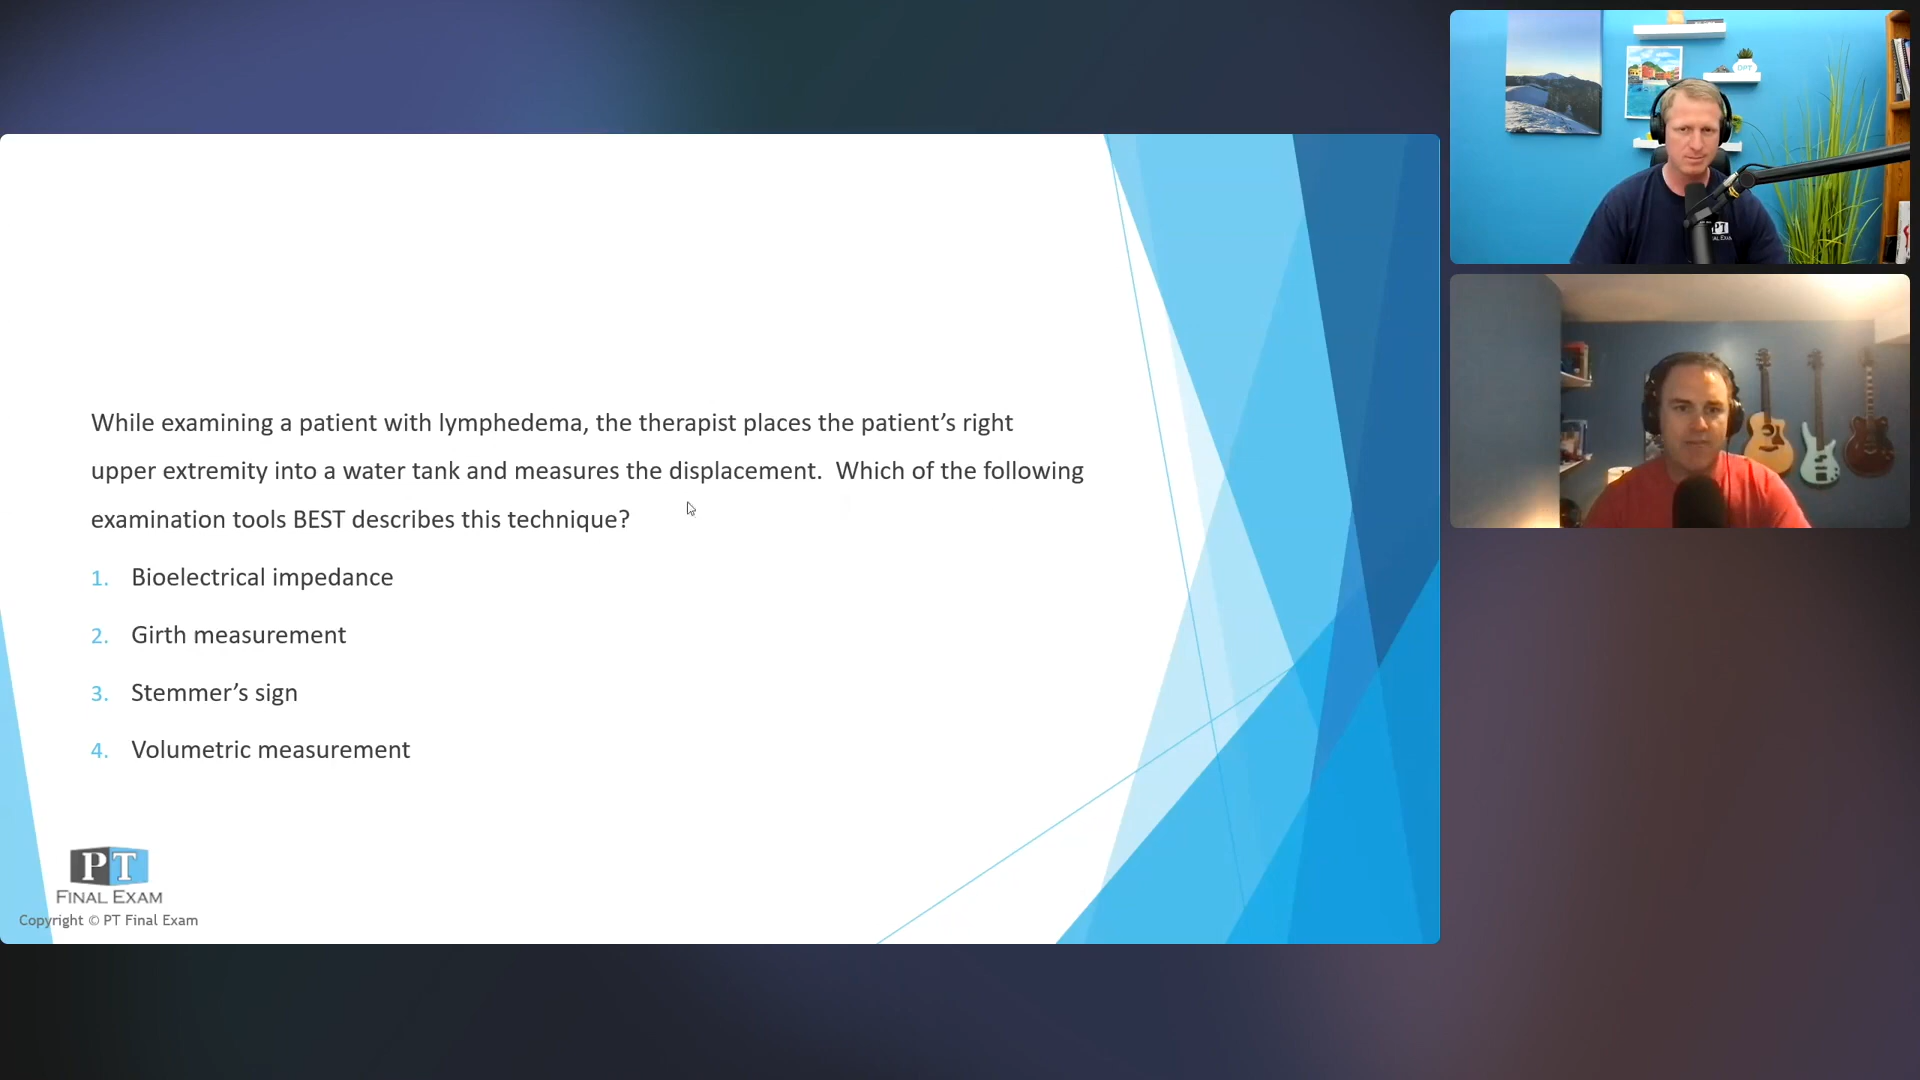 While examining a patient with lymphedema, the therapist places the patient’s right
upper extremity into a water tank and measures the displacement.  Which of the following
examination tools BEST describes this technique?
1. Bioelectrical impedance
2. Girth measurement
3. Stemmer’s sign
4. Volumetric measurement
PT
FINAL EXAM
Copyright © PT Final Exam
DPT
PT